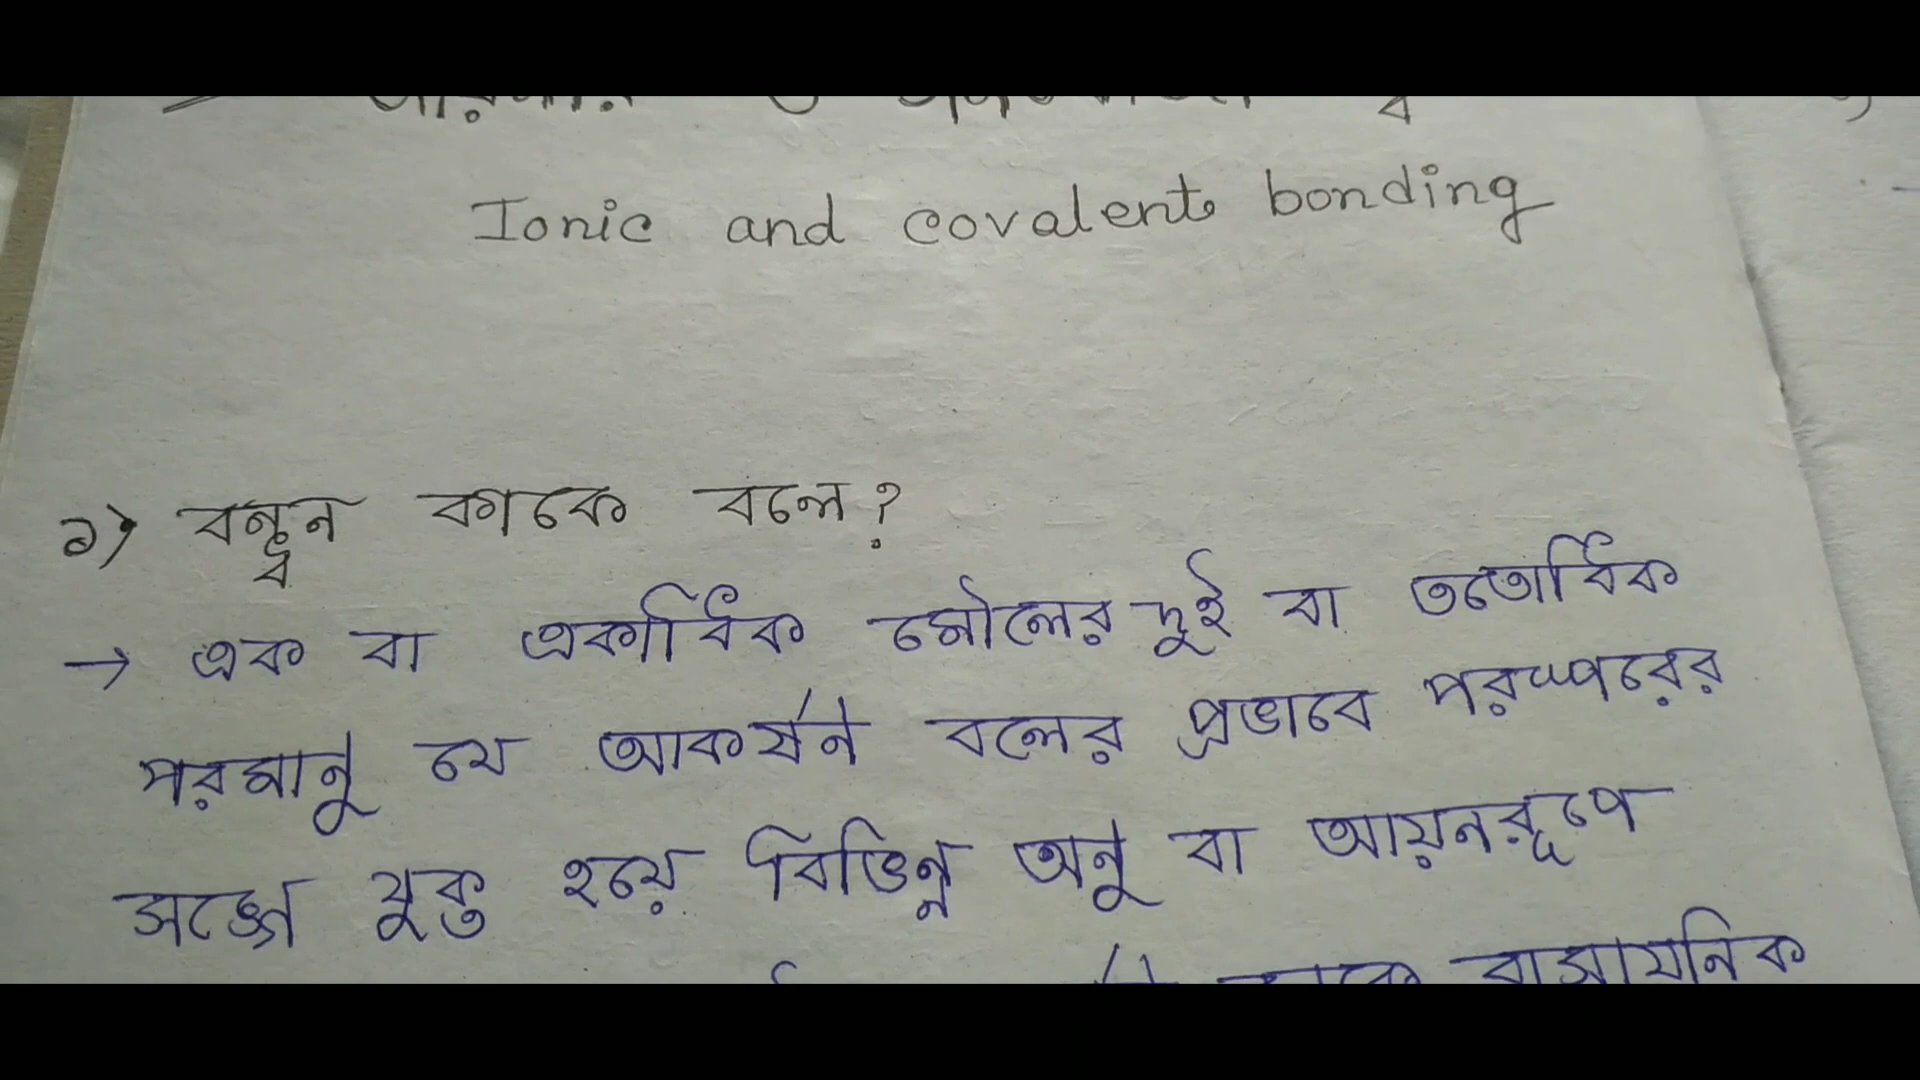 Ionic and covalent bonding
১) বন্ধন কাকে বলে?
→ এক বা একাধিক মৌলের দুই বা ততোধিক
পরমানু যে আকর্ষন বলের প্রভাবে পরস্পরের
সঙ্গে যুক্ত হয়ে বিভিন্ন অনু বা আয়নরূপে
তাকে রাসায়নিক